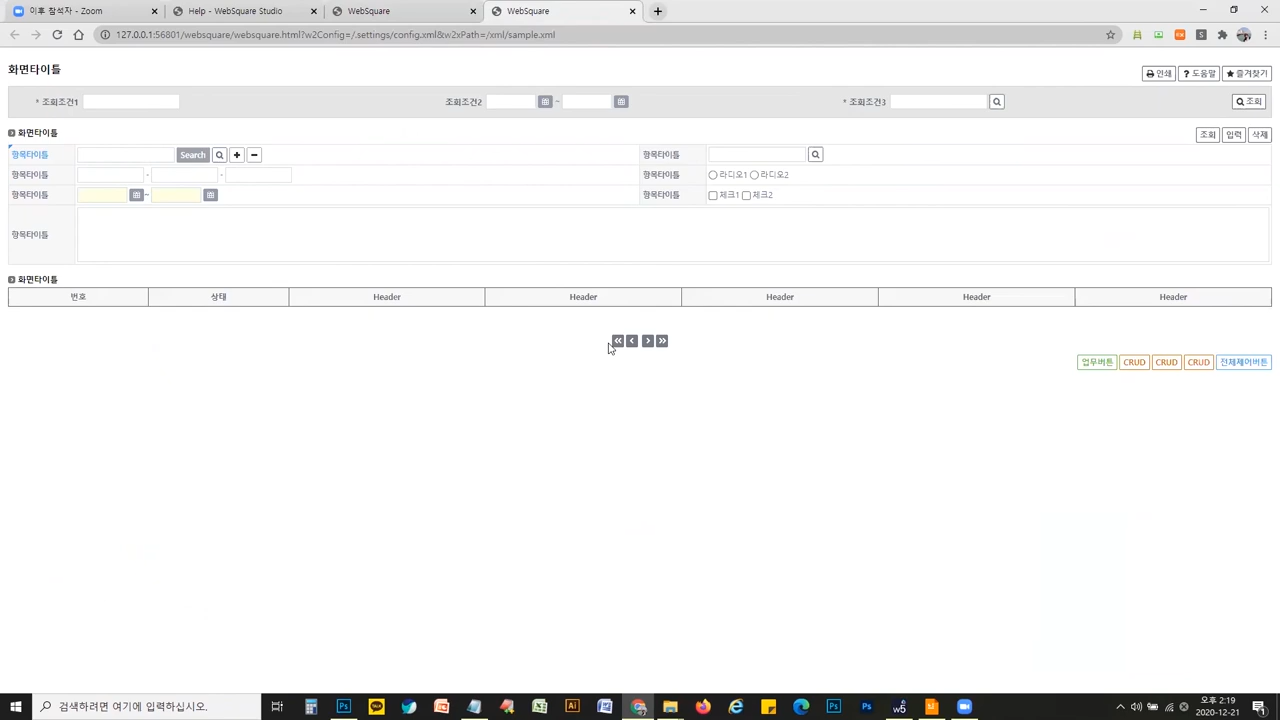 이후 참석자 - Zoom
Help - WebSquare Studio
WebSquare
WebSquare
127.0.0.1:56801/websquare/websquare.html?w2Config=/.settings/config.xml&w2xPath=/xml/sample.xml
화면타이틀
인쇄
? 도움말
즐겨찾기
* 조회조건1
조회조건2
-
* 조회조건3
조회
화면타이틀
조회
입력
삭제
항목타이틀
Search
항목타이틀
항목타이틀
-
-
항목타이틀
라디오1
라디오2
항목타이틀
-
항목타이틀
체크1
체크2
항목타이틀
화면타이틀
번호
상태
Header
Header
Header
Header
Header
업무버튼
CRUD
CRUD
CRUD
전체제어버튼
검색하려면 여기에 입력하십시오.
오후 2:19
2020-12-21